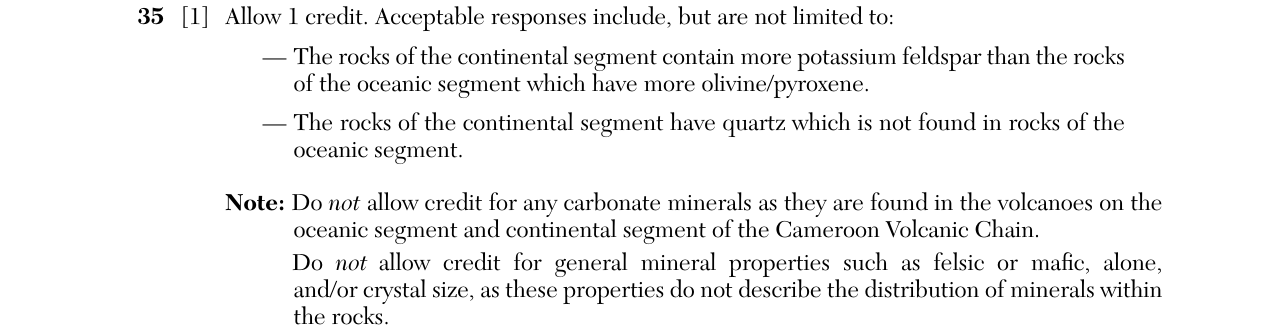 35 [1] Allow 1 credit. Acceptable responses include, but are not limited to:
— The rocks of the continental segment contain more potassium feldspar than the rocks
of the oceanic segment which have more olivine/pyroxene.
— The rocks of the continental segment have quartz which is not found in rocks of the
oceanic segment.
Note: Do not allow credit for any carbonate minerals as they are found in the volcanoes on the
oceanic segment and continental segment of the Cameroon Volcanic Chain.
Do not allow credit for general mineral properties such as felsic or mafic, alone,
and/or crystal size, as these properties do not describe the distribution of minerals within
the rocks.